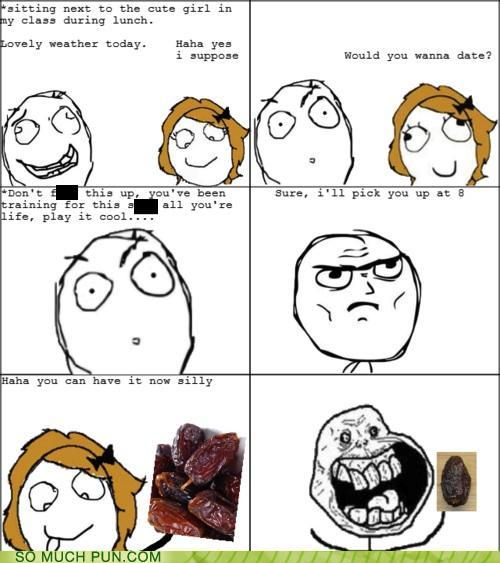 *sitting next to the cute girl in
my class during lunch.
Lovely weather today.
Haha yes
i suppose
Would you wanna date?
*Don't f this up, you've been
training for this s all you're
life, play it cool....
Sure, i'll pick you up at 8
Haha you can have it now silly
SO MUCH PUN.COM